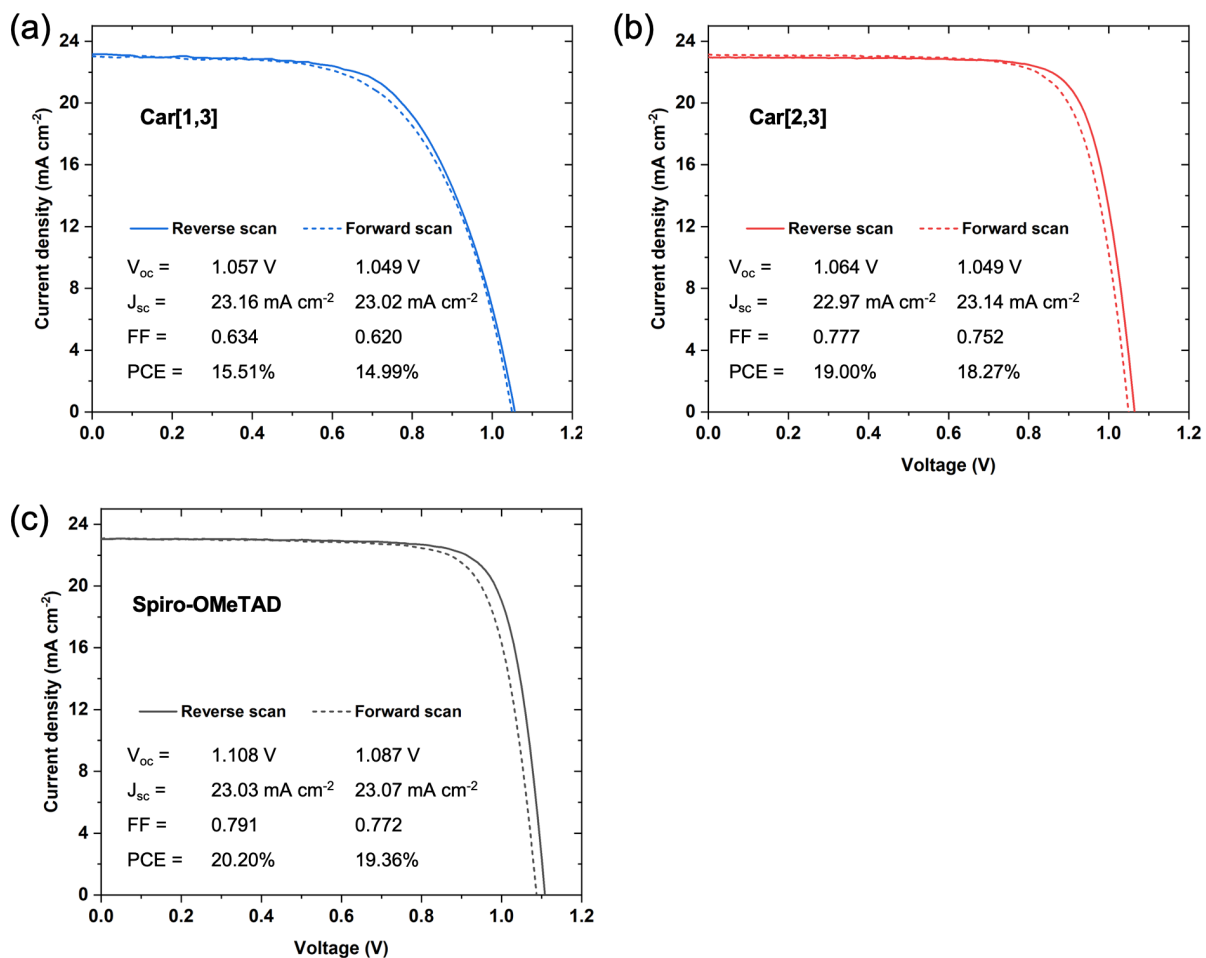 (a)
24
20
16
12
8
4
0
Current density (mA cm⁻²)
Car[1,3]
Reverse scan Forward scan
Voc = 1.057 V 1.049 V
Jsc = 23.16 mA cm⁻² 23.02 mA cm⁻²
FF = 0.634 0.620
PCE = 15.51% 14.99%
0.0 0.2 0.4 0.6 0.8 1.0 1.2
(b)
24
20
16
12
8
4
0
Current density (mA cm⁻²)
Car[2,3]
Reverse scan Forward scan
Voc = 1.064 V 1.049 V
Jsc = 22.97 mA cm⁻² 23.14 mA cm⁻²
FF = 0.777 0.752
PCE = 19.00% 18.27%
0.0 0.2 0.4 0.6 0.8 1.0 1.2
Voltage (V)
(c)
24
20
16
12
8
4
0
Current density (mA cm⁻²)
Spiro-OMeTAD
Reverse scan Forward scan
Voc = 1.108 V 1.087 V
Jsc = 23.03 mA cm⁻² 23.07 mA cm⁻²
FF = 0.791 0.772
PCE = 20.20% 19.36%
0.0 0.2 0.4 0.6 0.8 1.0 1.2
Voltage (V)